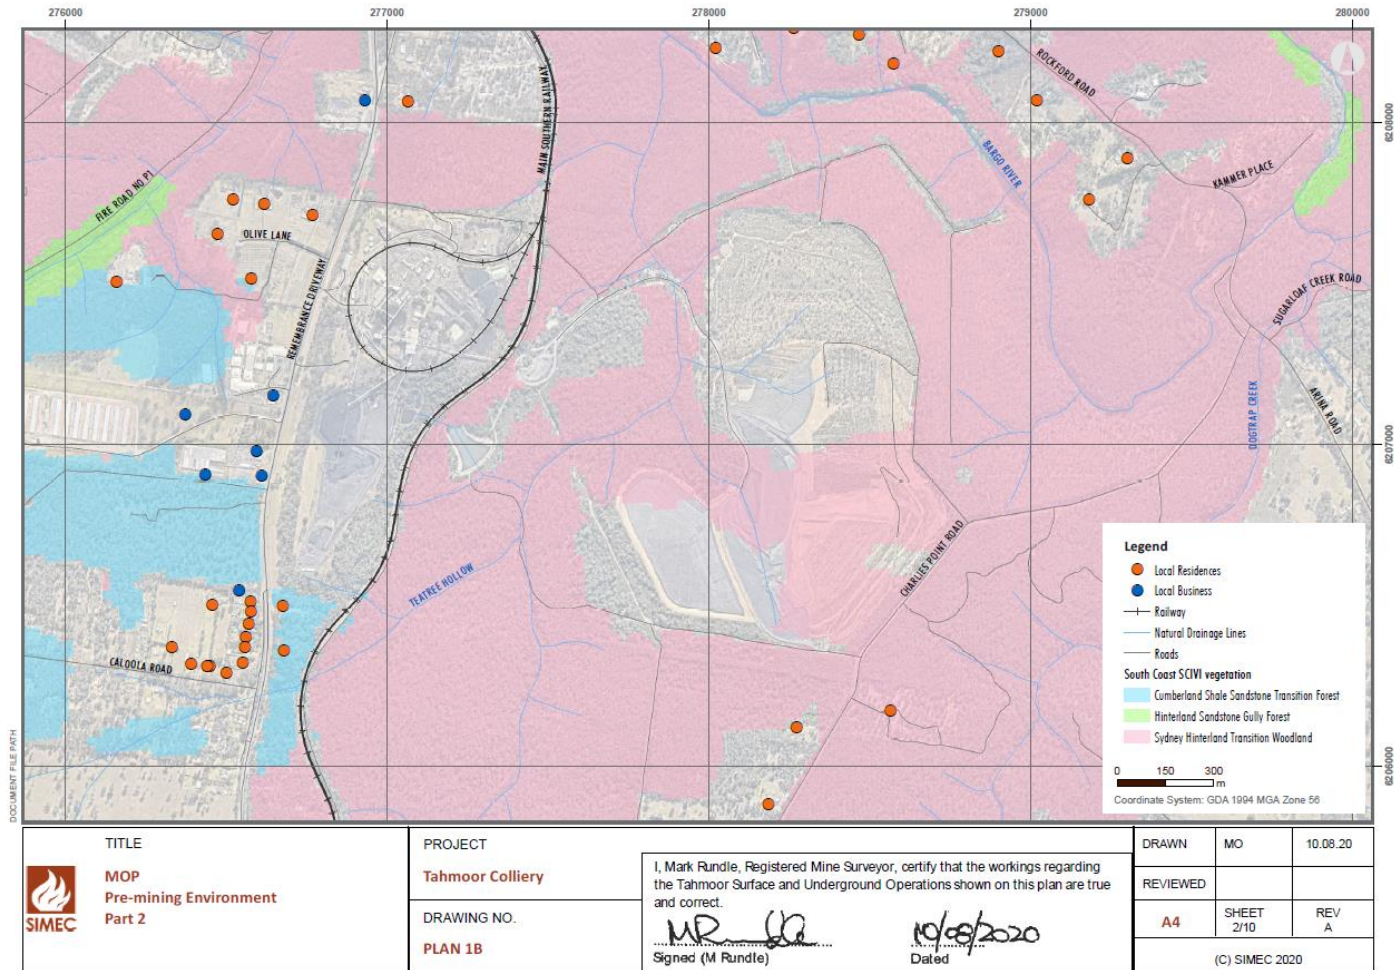 276000
277000
278000
279000
280000
ROCKFORD ROAD
MAIN SOUTHERN RAILWAY
6208000
BARGO RIVER
KAMMER PLACE
FIRE ROAD NO P1
OLIVE LANE
REMEMBRANCE DRIVEWAY
SUGARLOAF CREEK ROAD
ARINA ROAD
DOGTRAP CREEK
6207000
CHARLIES POINT ROAD
TEATREE HOLLOW
CALOOLA ROAD
6206000
Legend
Local Residences
Local Business
Railway
Natural Drainage Lines
Roads
South Coast SCIVI vegetation
Cumberland Shale Sandstone Transition Forest
Hinterland Sandstone Gully Forest
Sydney Hinterland Transition Woodland
0 150 300
m
Coordinate System: GDA 1994 MGA Zone 56
DOCUMENT FILE PATH
SIMEC
TITLE
MOP
Pre-mining Environment
Part 2
PROJECT
Tahmoor Colliery
DRAWING NO.
PLAN 1B
I, Mark Rundle, Registered Mine Surveyor, certify that the workings regarding
the Tahmoor Surface and Underground Operations shown on this plan are true
and correct.
10/08/2020
Signed (M Rundle)
Dated
DRAWN MO 10.08.20
REVIEWED
A4
SHEET
2/10
REV
A
(C) SIMEC 2020